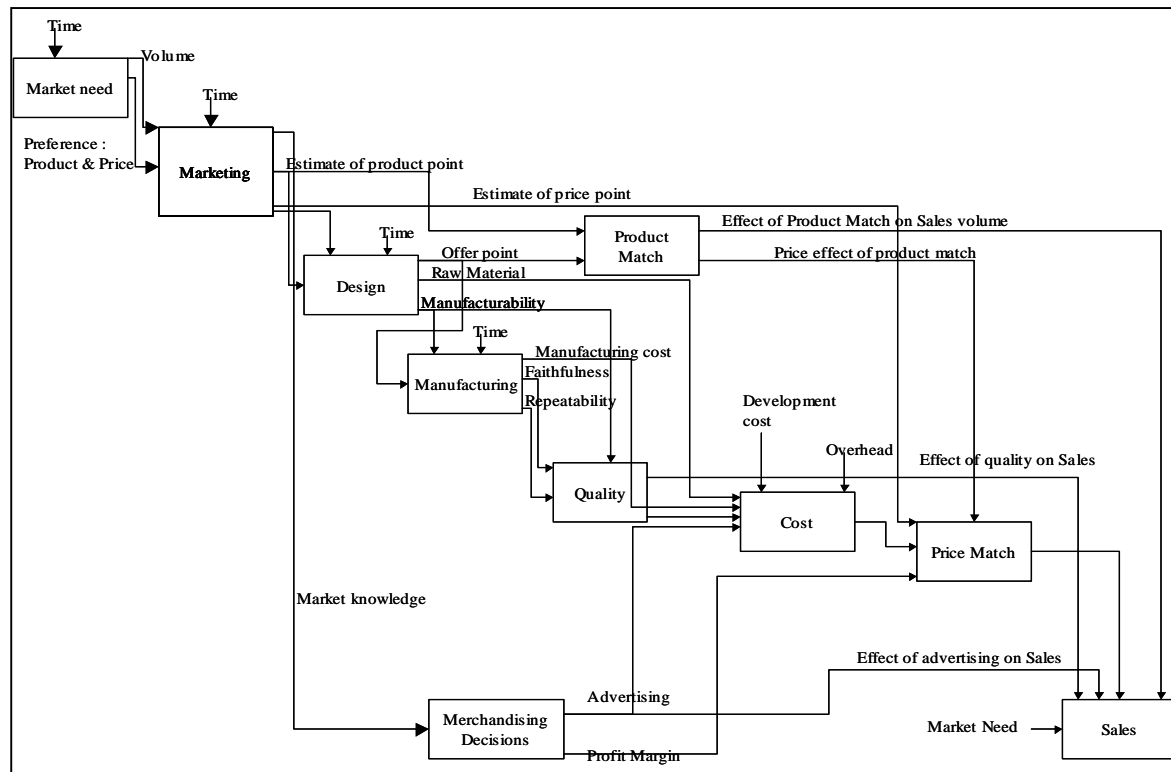 Time
Volume
Market need
Time
Preference :
Product & Price
Marketing
Estimate of product point
Estimate of price point
Effect of Product Match on Sales volume
Time
Product
Match
Offer point
Price effect of product match
Raw Material
Design
Manufacturability
Time
Manufacturing cost
Faithfulness
Manufacturing
Repeatability
Development
cost
Overhead
Effect of quality on Sales
Quality
Cost
Price Match
Market knowledge
Effect of advertising on Sales
Advertising
Merchandising
Decisions
Market Need
Sales
Profit Margin